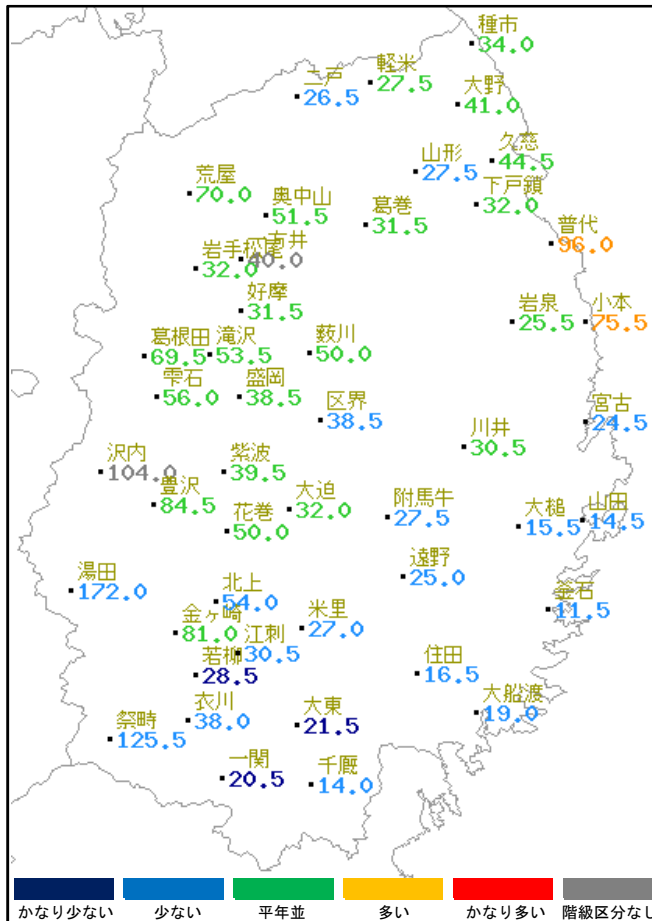 種市
34.0
軽米
27.5
二戸
26.5
大野
41.0
久慈
44.5
山形
27.5
荒屋
70.0
下戸鎖
32.0
奥中山
51.5
葛巻
31.5
普代
96.0
一方井
40.0
岩手松尾
32.0
好摩
31.5
岩泉
25.5
小本
75.5
葛根田
69.5
滝沢
53.5
薮川
50.0
雫石
56.0
盛岡
38.5
区界
38.5
宮古
24.5
川井
30.5
沢内
104.0
紫波
39.5
豊沢
84.5
大迫
32.0
花巻
50.0
附馬牛
27.5
大槌
15.5
山田
14.5
湯田
172.0
遠野
25.0
北上
54.0
釜石
11.5
金ヶ崎
81.0
米里
27.0
江刺
30.5
若柳
28.5
住田
16.5
衣川
38.0
大船渡
19.0
祭畤
125.5
大東
21.5
一関
20.5
千厩
14.0
かなり少ない 少ない 平年並 多い かなり多い 階級区分なし